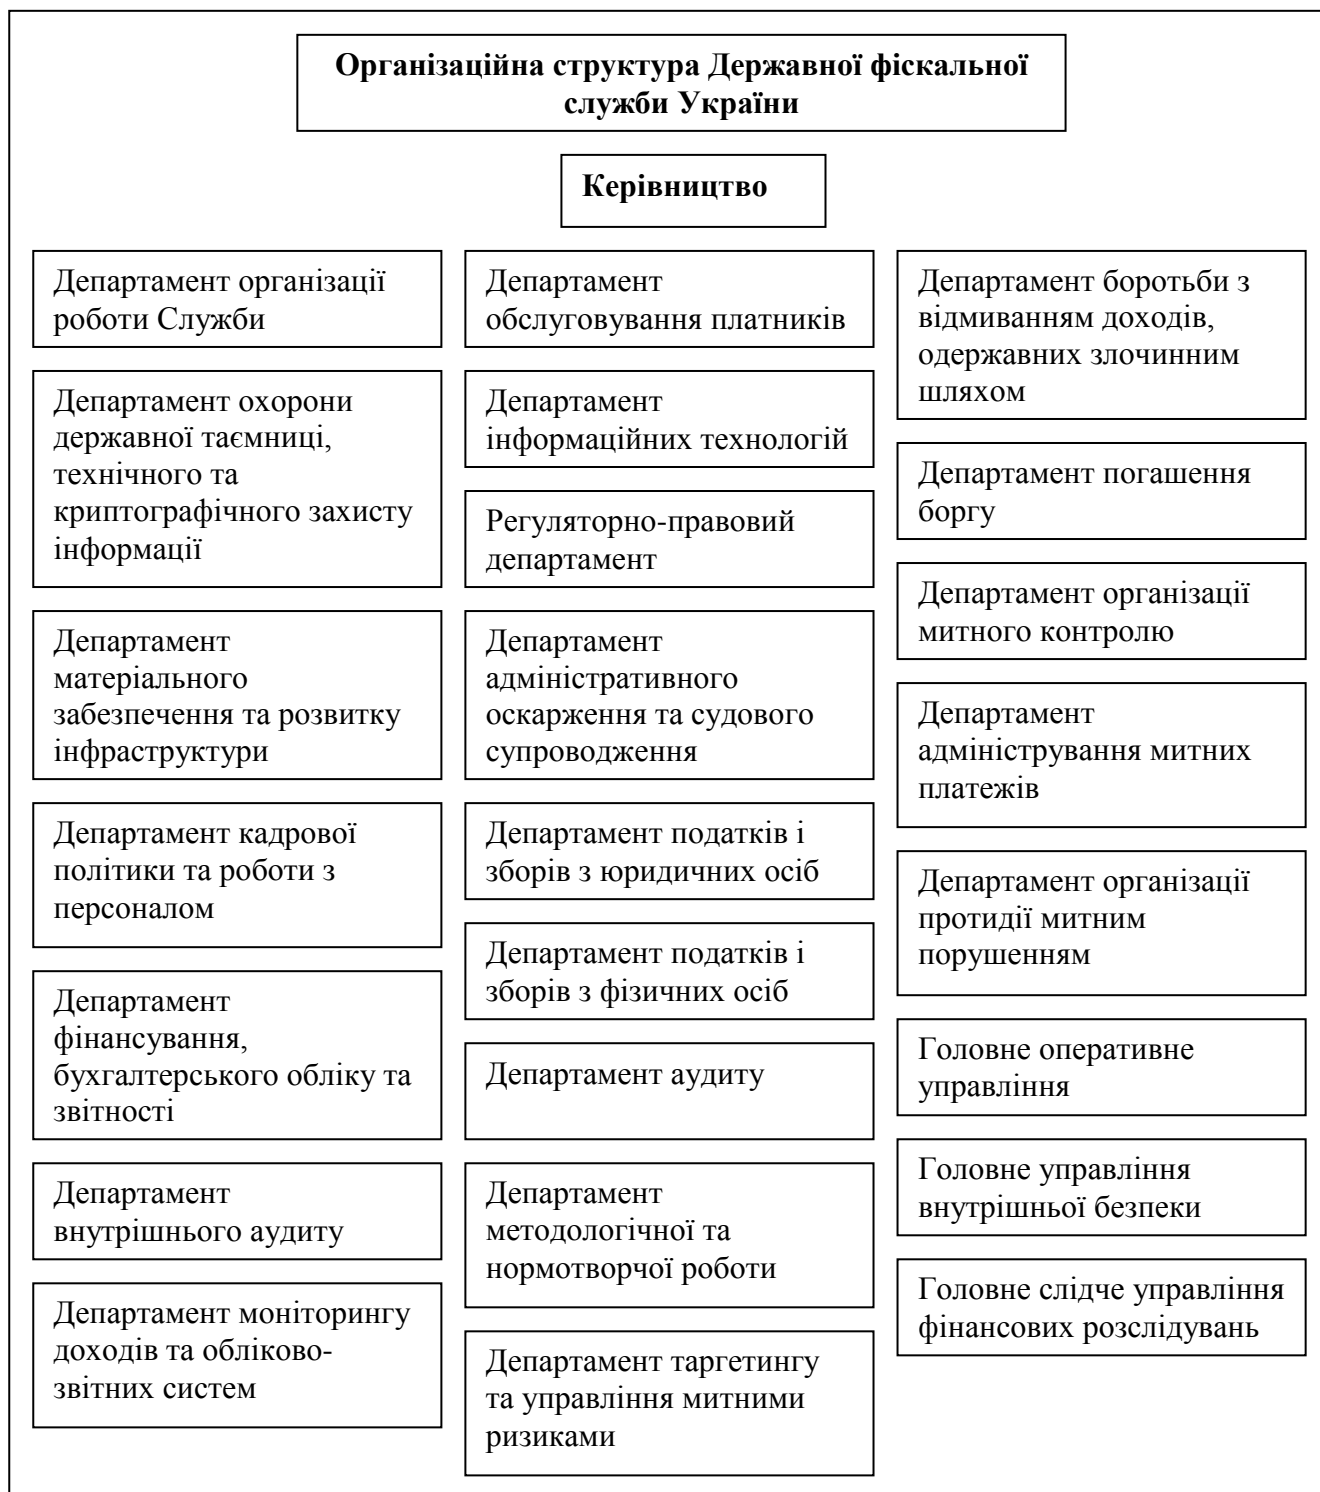 Організаційна структура Державної фіскальної
служби України
Керівництво
Департамент організації
роботи Служби
Департамент охорони
державної таємниці,
технічного та
криптографічного захисту
інформації
Департамент
матеріального
забезпечення та розвитку
інфраструктури
Департамент кадрової
політики та роботи з
персоналом
Департамент
фінансування,
бухгалтерського обліку та
звітності
Департамент
внутрішнього аудиту
Департамент моніторингу
доходів та обліково-
звітних систем
Департамент
обслуговування платників
Департамент
інформаційних технологій
Регуляторно-правовий
департамент
Департамент
адміністративного
оскарження та судового
супроводження
Департамент податків і
зборів з юридичних осіб
Департамент податків і
зборів з фізичних осіб
Департамент аудиту
Департамент
методологічної та
нормотворчої роботи
Департамент таргетингу
та управління митними
ризиками
Департамент боротьби з
відмиванням доходів,
одержавних злочинним
шляхом
Департамент погашення
боргу
Департамент організації
митного контролю
Департамент
адміністрування митних
платежів
Департамент організації
протидії митним
порушенням
Головне оперативне
управління
Головне управління
внутрішньої безпеки
Головне слідче управління
фінансових розслідувань